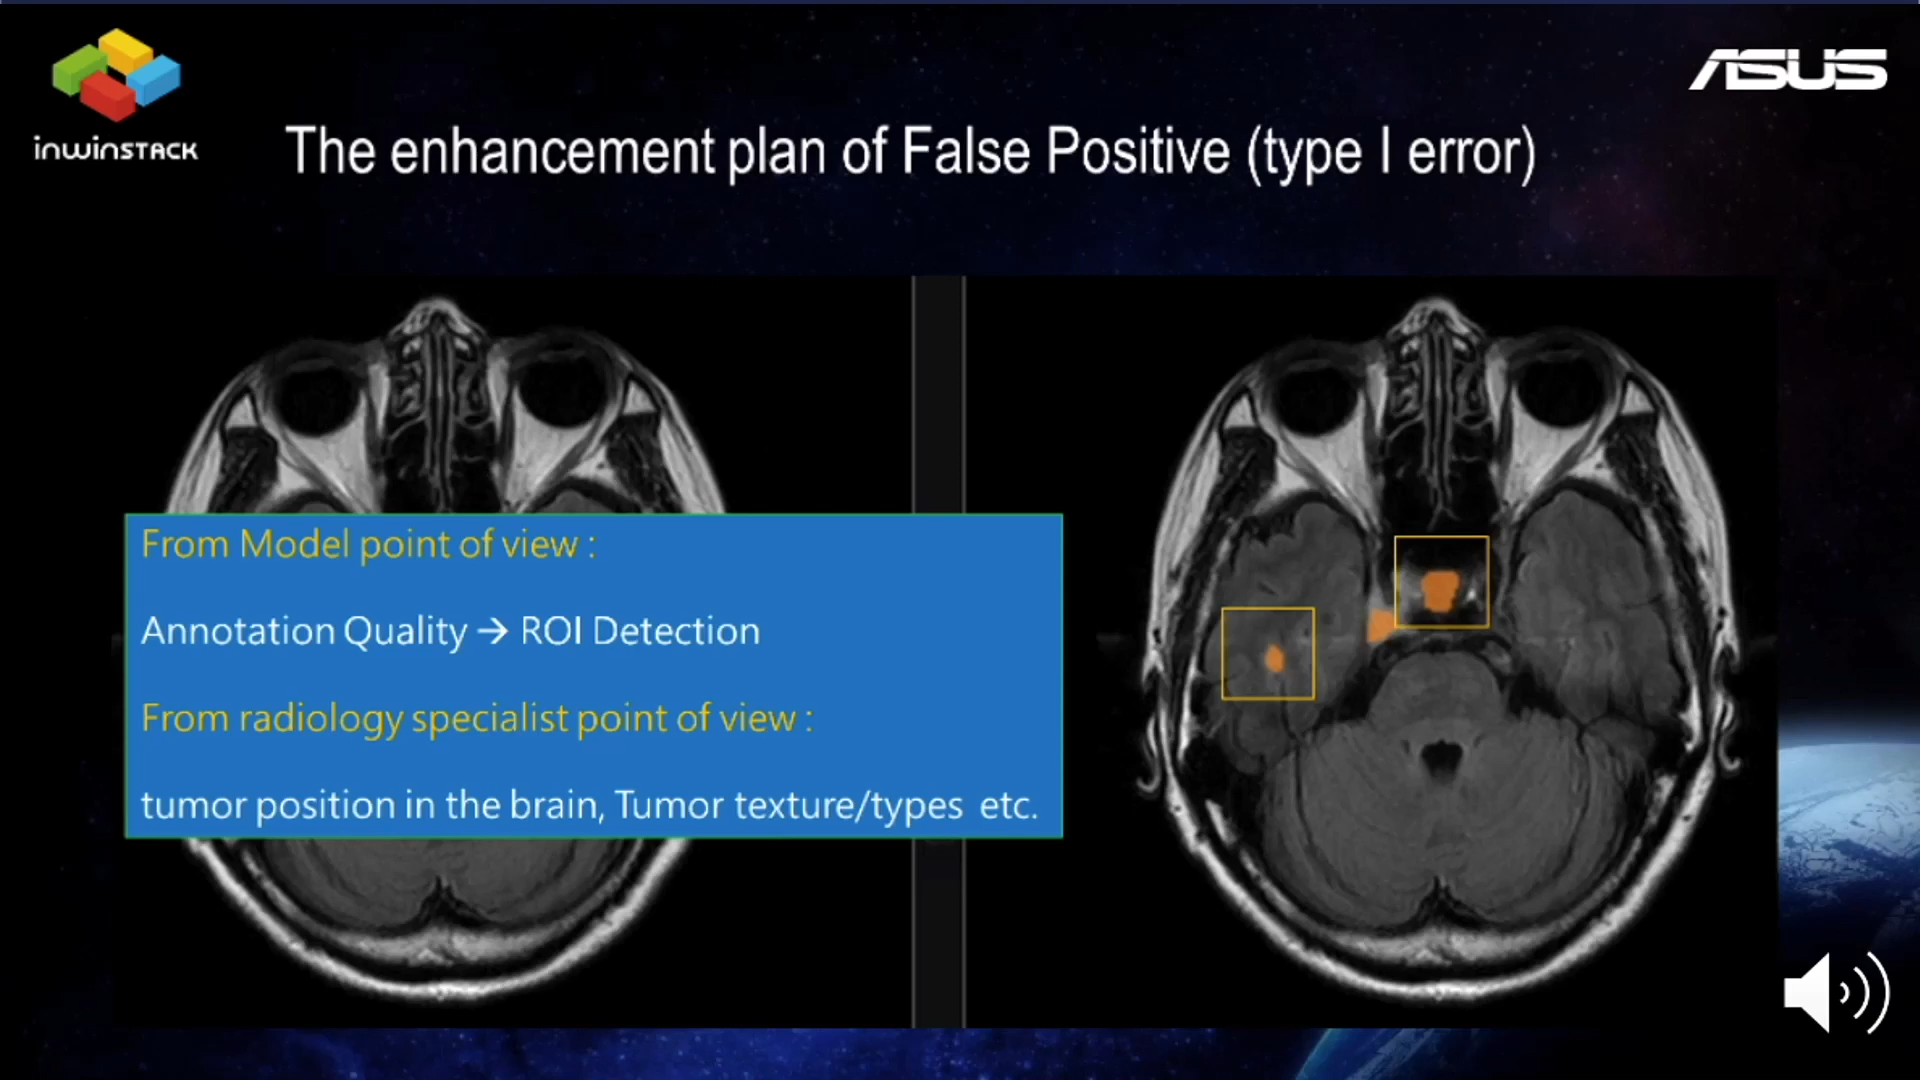 inwinSTACK
ASUS
The enhancement plan of False Positive (type I error)
From Model point of view :
Annotation Quality → ROI Detection
From radiology specialist point of view :
tumor position in the brain, Tumor texture/types etc.